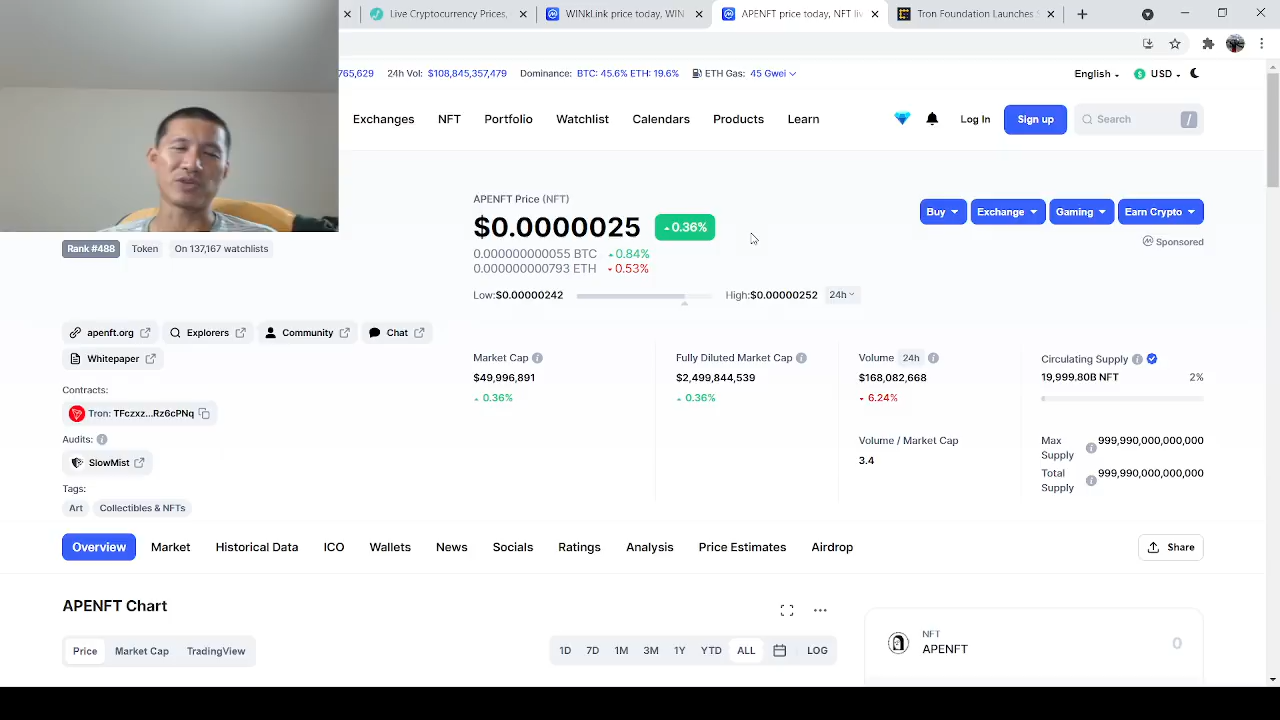 Live Cryptocurrency Prices,
WINkLink price today, WIN
APENFT price today, NFT liv
Tron Foundation Launches S
765,629 24h Vol: $108,845,357,479 Dominance: BTC: 45.6% ETH: 19.6% ETH Gas: 45 Gwei English USD
Exchanges NFT Portfolio Watchlist Calendars Products Learn Log In Sign up Search /
APENFT Price (NFT)
$0.0000025 0.36%
Buy Exchange Gaming Earn Crypto
Rank #488 Token On 137,167 watchlists
0.000000000055 BTC 0.84%
Sponsored
0.000000000793 ETH 0.53%
Low:$0.00000242 High:$0.00000252 24h
apenft.org Explorers Community Chat
Whitepaper
Market Cap Fully Diluted Market Cap Volume 24h Circulating Supply
$49,996,891 $2,499,844,539 $168,082,668 19,999.80B NFT 2%
0.36% 0.36% 6.24%
Contracts:
Tron: TFczxz...Rz6cPNq
Audits:
Volume / Market Cap
Max Supply 999,990,000,000,000
SlowMist
3.4
Total Supply 999,990,000,000,000
Tags:
Art Collectibles & NFTs
Overview Market Historical Data ICO Wallets News Socials Ratings Analysis Price Estimates Airdrop Share
APENFT Chart
Price Market Cap TradingView 1D 7D 1M 3M 1Y YTD ALL LOG
NFT
APENFT 0